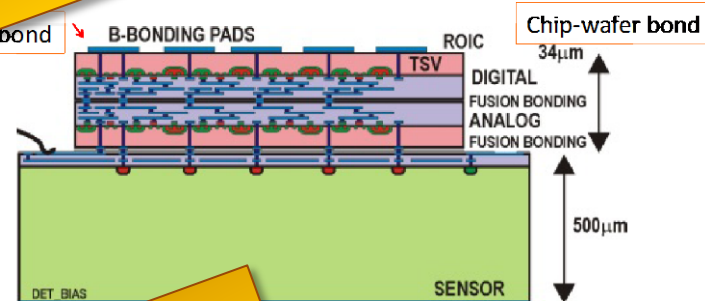 bond
B-BONDING PADS
ROIC
Chip-wafer bond
34µm
TSV
DIGITAL
FUSION BONDING
ANALOG
FUSION BONDING
500µm
DET_BIAS
SENSOR